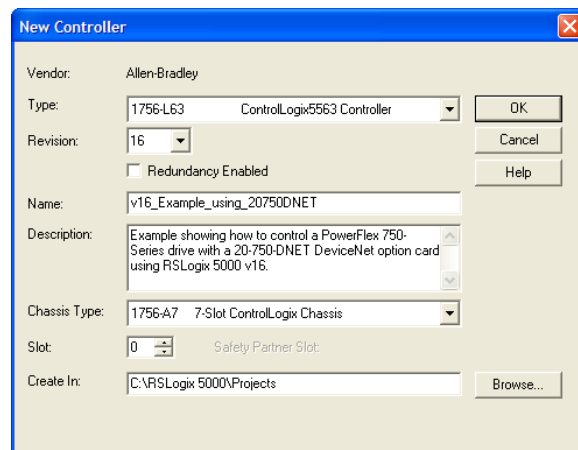 New Controller
Vendor: Allen-Bradley
Type: 1756-L63 ControlLogix5563 Controller OK
Revision: 16 Cancel
Redundancy Enabled Help
Name: v16_Example_using_20750DNET
Description: Example showing how to control a PowerFlex 750-
Series drive with a 20-750-DNET DeviceNet option card
using RSLogix 5000 v16.
Chassis Type: 1756-A7 7-Slot ControlLogix Chassis
Slot: 0 Safety Partner Slot:
Create In: C:\RSLogix 5000\Projects Browse...